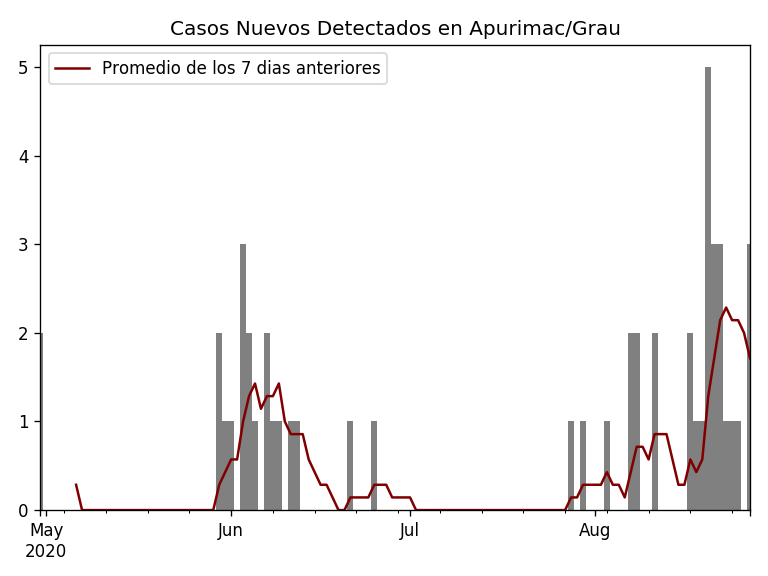 Casos Nuevos Detectados en Apurimac/Grau
Promedio de los 7 dias anteriores
5
4
3
2
1
0
May Jun Jul Aug
2020